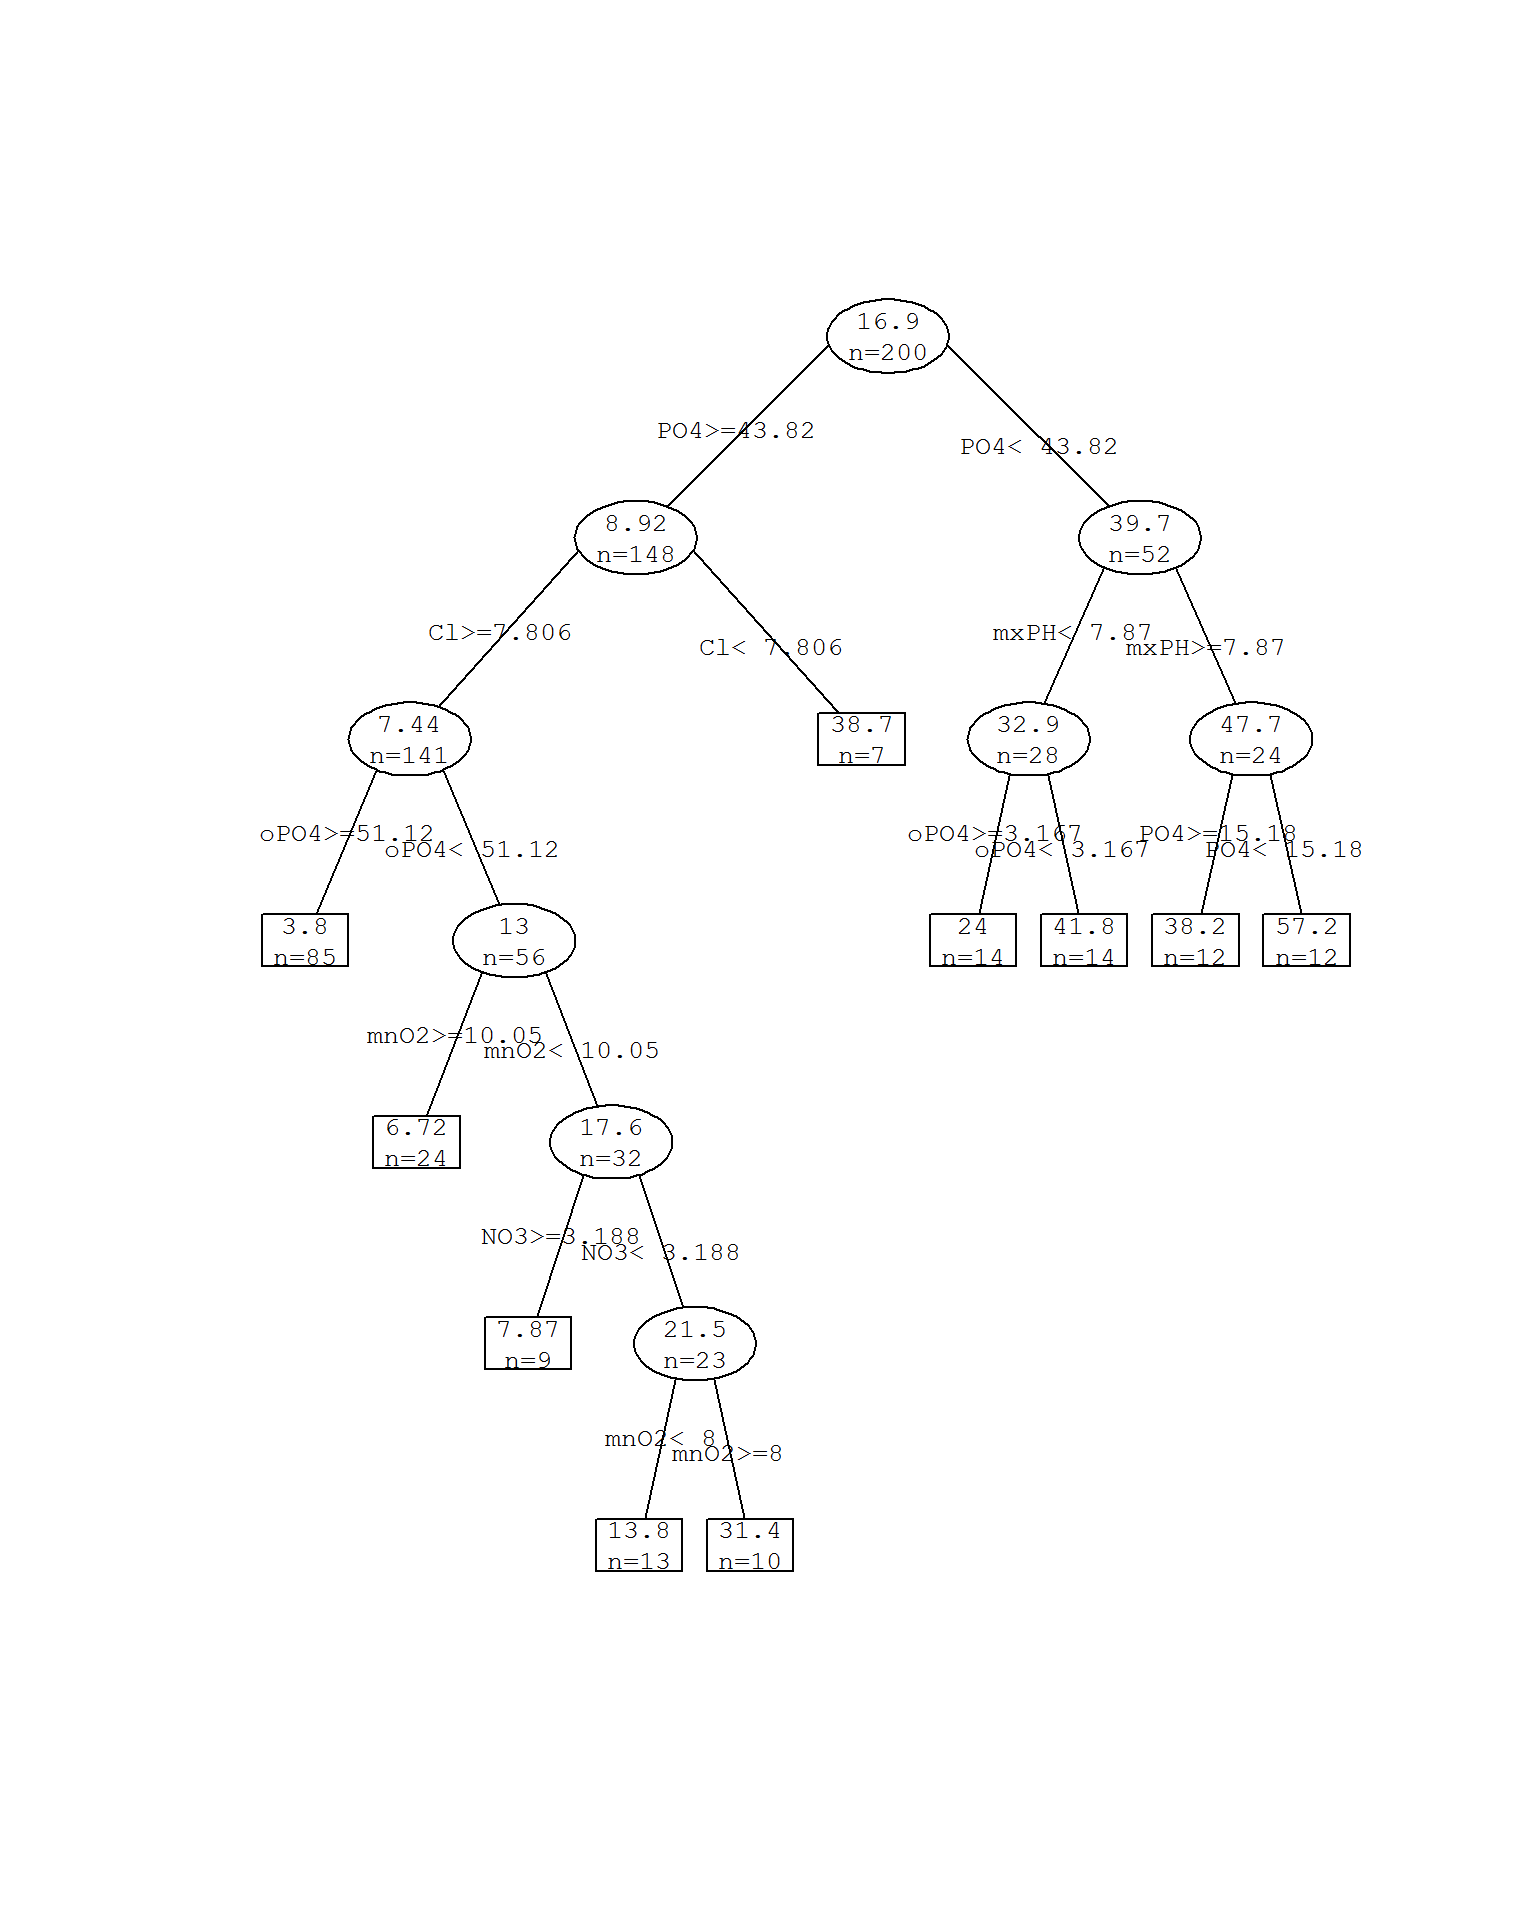 16.9
n=200
PO4>=43.82
PO4< 43.82
8.92
n=148
39.7
n=52
Cl>=7.806
Cl< 7.806
mxPH< 7.87
mxPH>=7.87
7.44
n=141
38.7
n=7
32.9
n=28
47.7
n=24
oPO4>=51.12
oPO4< 51.12
oPO4>=3.167
oPO4< 3.167
PO4>=15.18
PO4< 15.18
3.8
n=85
13
n=56
24
n=14
41.8
n=14
38.2
n=12
57.2
n=12
mnO2>=10.05
mnO2< 10.05
6.72
n=24
17.6
n=32
NO3>=3.188
NO3< 3.188
7.87
n=9
21.5
n=23
mnO2< 8
mnO2>=8
13.8
n=13
31.4
n=10